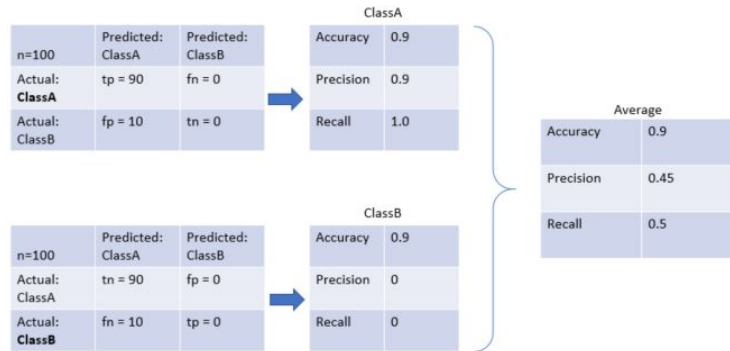 ClassA
n=100 Predicted: ClassA Predicted: ClassB
Actual: ClassA tp = 90 fn = 0
Actual: ClassB fp = 10 tn = 0
Accuracy 0.9
Precision 0.9
Recall 1.0
Average
Accuracy 0.9
Precision 0.45
Recall 0.5
ClassB
n=100 Predicted: ClassA Predicted: ClassB
Actual: ClassA tn = 90 fp = 0
Actual: ClassB fn = 10 tp = 0
Accuracy 0.9
Precision 0
Recall 0